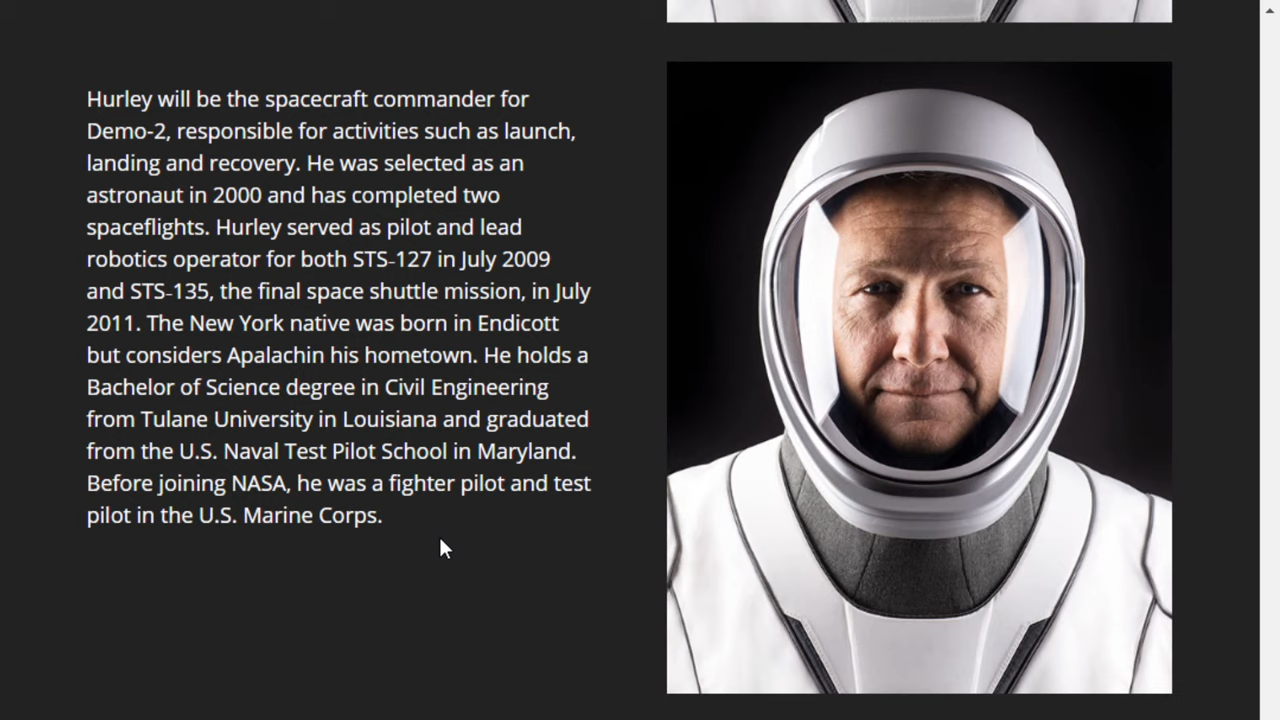 Hurley will be the spacecraft commander for
Demo-2, responsible for activities such as launch,
landing and recovery. He was selected as an
astronaut in 2000 and has completed two
spaceflights. Hurley served as pilot and lead
robotics operator for both STS-127 in July 2009
and STS-135, the final space shuttle mission, in July
2011. The New York native was born in Endicott
but considers Apalachin his hometown. He holds a
Bachelor of Science degree in Civil Engineering
from Tulane University in Louisiana and graduated
from the U.S. Naval Test Pilot School in Maryland.
Before joining NASA, he was a fighter pilot and test
pilot in the U.S. Marine Corps.